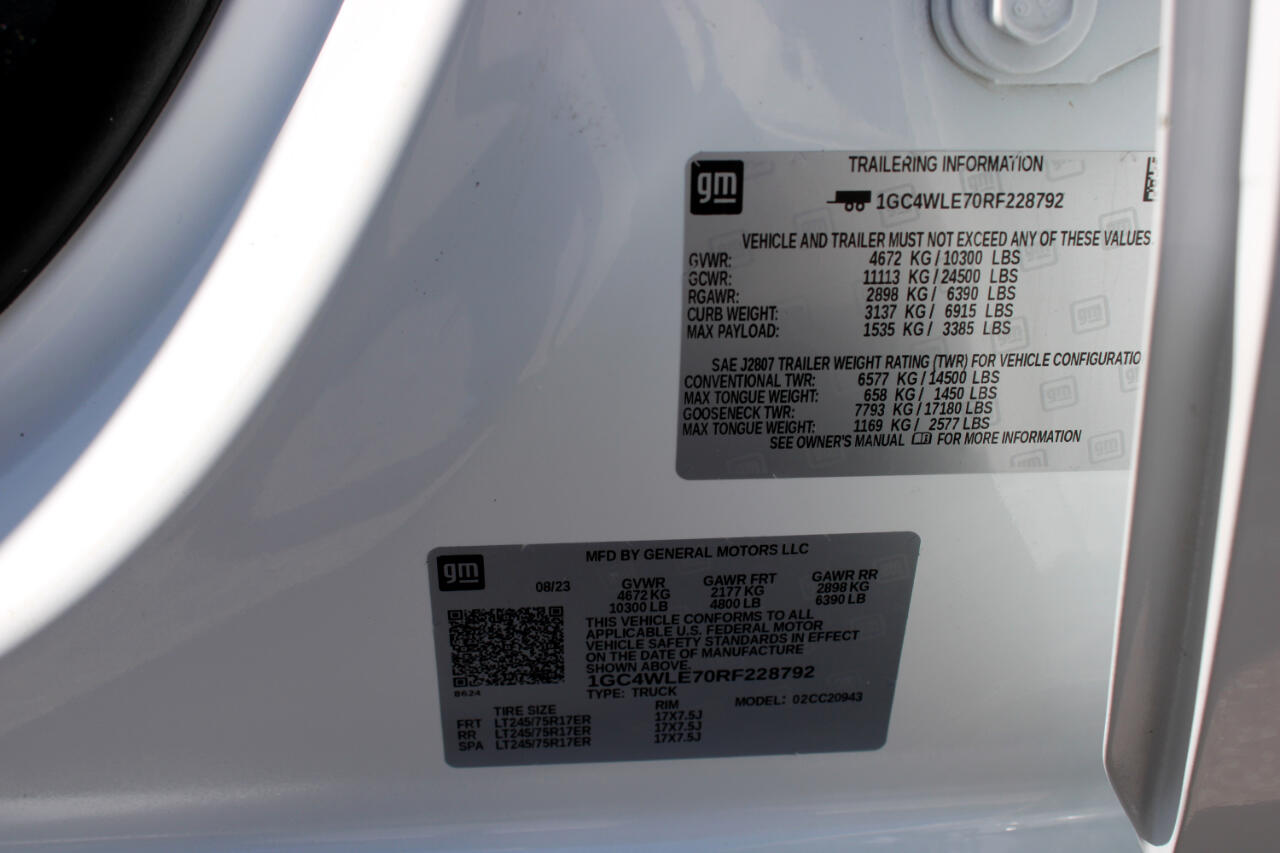 gm
TRAILERING INFORMATION
1GC4WLE70RF228792
VEHICLE AND TRAILER MUST NOT EXCEED ANY OF THESE VALUES
GVWR: 4672 KG / 10300 LBS
GCWR: 11113 KG / 24500 LBS
RGAWR: 2898 KG / 6390 LBS
CURB WEIGHT: 3137 KG / 6915 LBS
MAX PAYLOAD: 1535 KG / 3385 LBS
SAE J2807 TRAILER WEIGHT RATING (TWR) FOR VEHICLE CONFIGURATIO
CONVENTIONAL TWR: 6577 KG / 14500 LBS
MAX TONGUE WEIGHT: 658 KG / 1450 LBS
GOOSENECK TWR: 7793 KG / 17180 LBS
MAX TONGUE WEIGHT: 1169 KG / 2577 LBS
SEE OWNER'S MANUAL FOR MORE INFORMATION
gm
MFD BY GENERAL MOTORS LLC
08/23 GVWR GAWR FRT GAWR RR
4672 KG 2177 KG 2898 KG
10300 LB 4800 LB 6390 LB
THIS VEHICLE CONFORMS TO ALL
APPLICABLE U.S. FEDERAL MOTOR
VEHICLE SAFETY STANDARDS IN EFFECT
ON THE DATE OF MANUFACTURE
SHOWN ABOVE.
1GC4WLE70RF228792
8624
TYPE: TRUCK MODEL: 02CC20943
TIRE SIZE RIM
FRT LT245/75R17ER 17X7.5J
RR LT245/75R17ER 17X7.5J
SPA LT245/75R17ER 17X7.5J